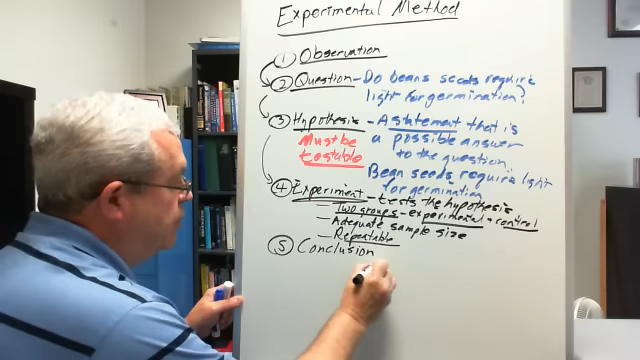 Experimental Method
① Observation
② Question - Do beans seeds require
light for germination?
③ Hypothesis - A statement that is
a possible answer
to the question
Must be
testable
Bean seeds require light
for germination
④ Experiment - tests the hypothesis
- Two groups - experimental + control
- Adequate sample size
- Repeatable
⑤ Conclusion